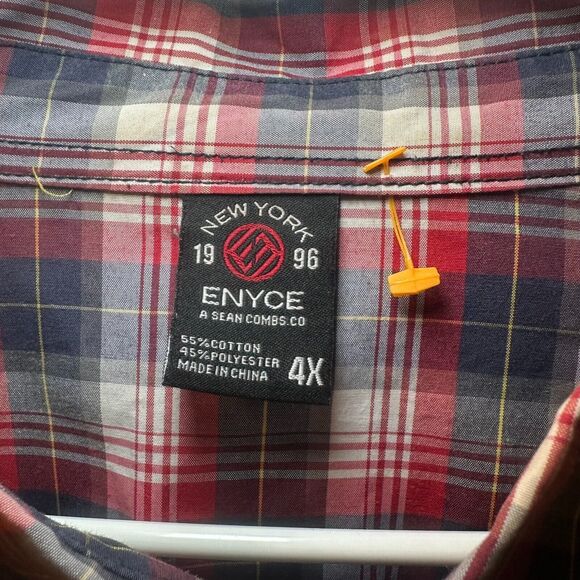 NEW YORK
19 96
ENYCE
A SEAN COMBS.CO
55%COTTON
45%POLYESTER
MADE IN CHINA
4X